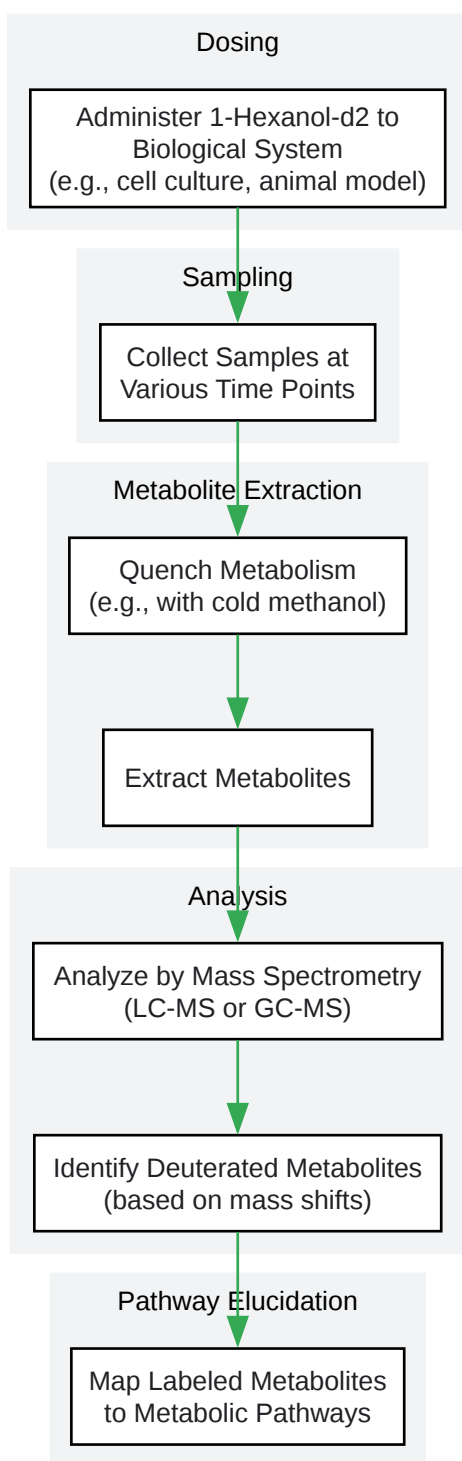 Dosing
Administer 1-Hexanol-d2 to
Biological System
(e.g., cell culture, animal model)
Sampling
Collect Samples at
Various Time Points
Metabolite Extraction
Quench Metabolism
(e.g., with cold methanol)
Extract Metabolites
Analysis
Analyze by Mass Spectrometry
(LC-MS or GC-MS)
Identify Deuterated Metabolites
(based on mass shifts)
Pathway Elucidation
Map Labeled Metabolites
to Metabolic Pathways